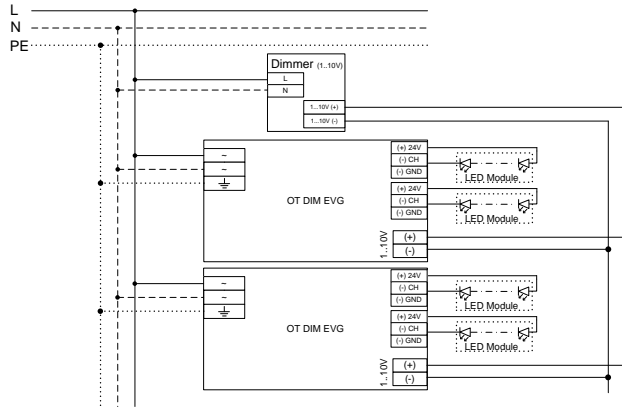 L
N
PE
Dimmer (1..10V)
L
N
1...10V (+)
1...10V (-)
~
~
OT DIM EVG
(+) 24V
(-) CH
(-) GND
LED Module
(+) 24V
(-) CH
(-) GND
LED Module
1..10V
(+)
(-)
~
~
OT DIM EVG
(+) 24V
(-) CH
(-) GND
LED Module
(+) 24V
(-) CH
(-) GND
LED Module
1..10V
(+)
(-)